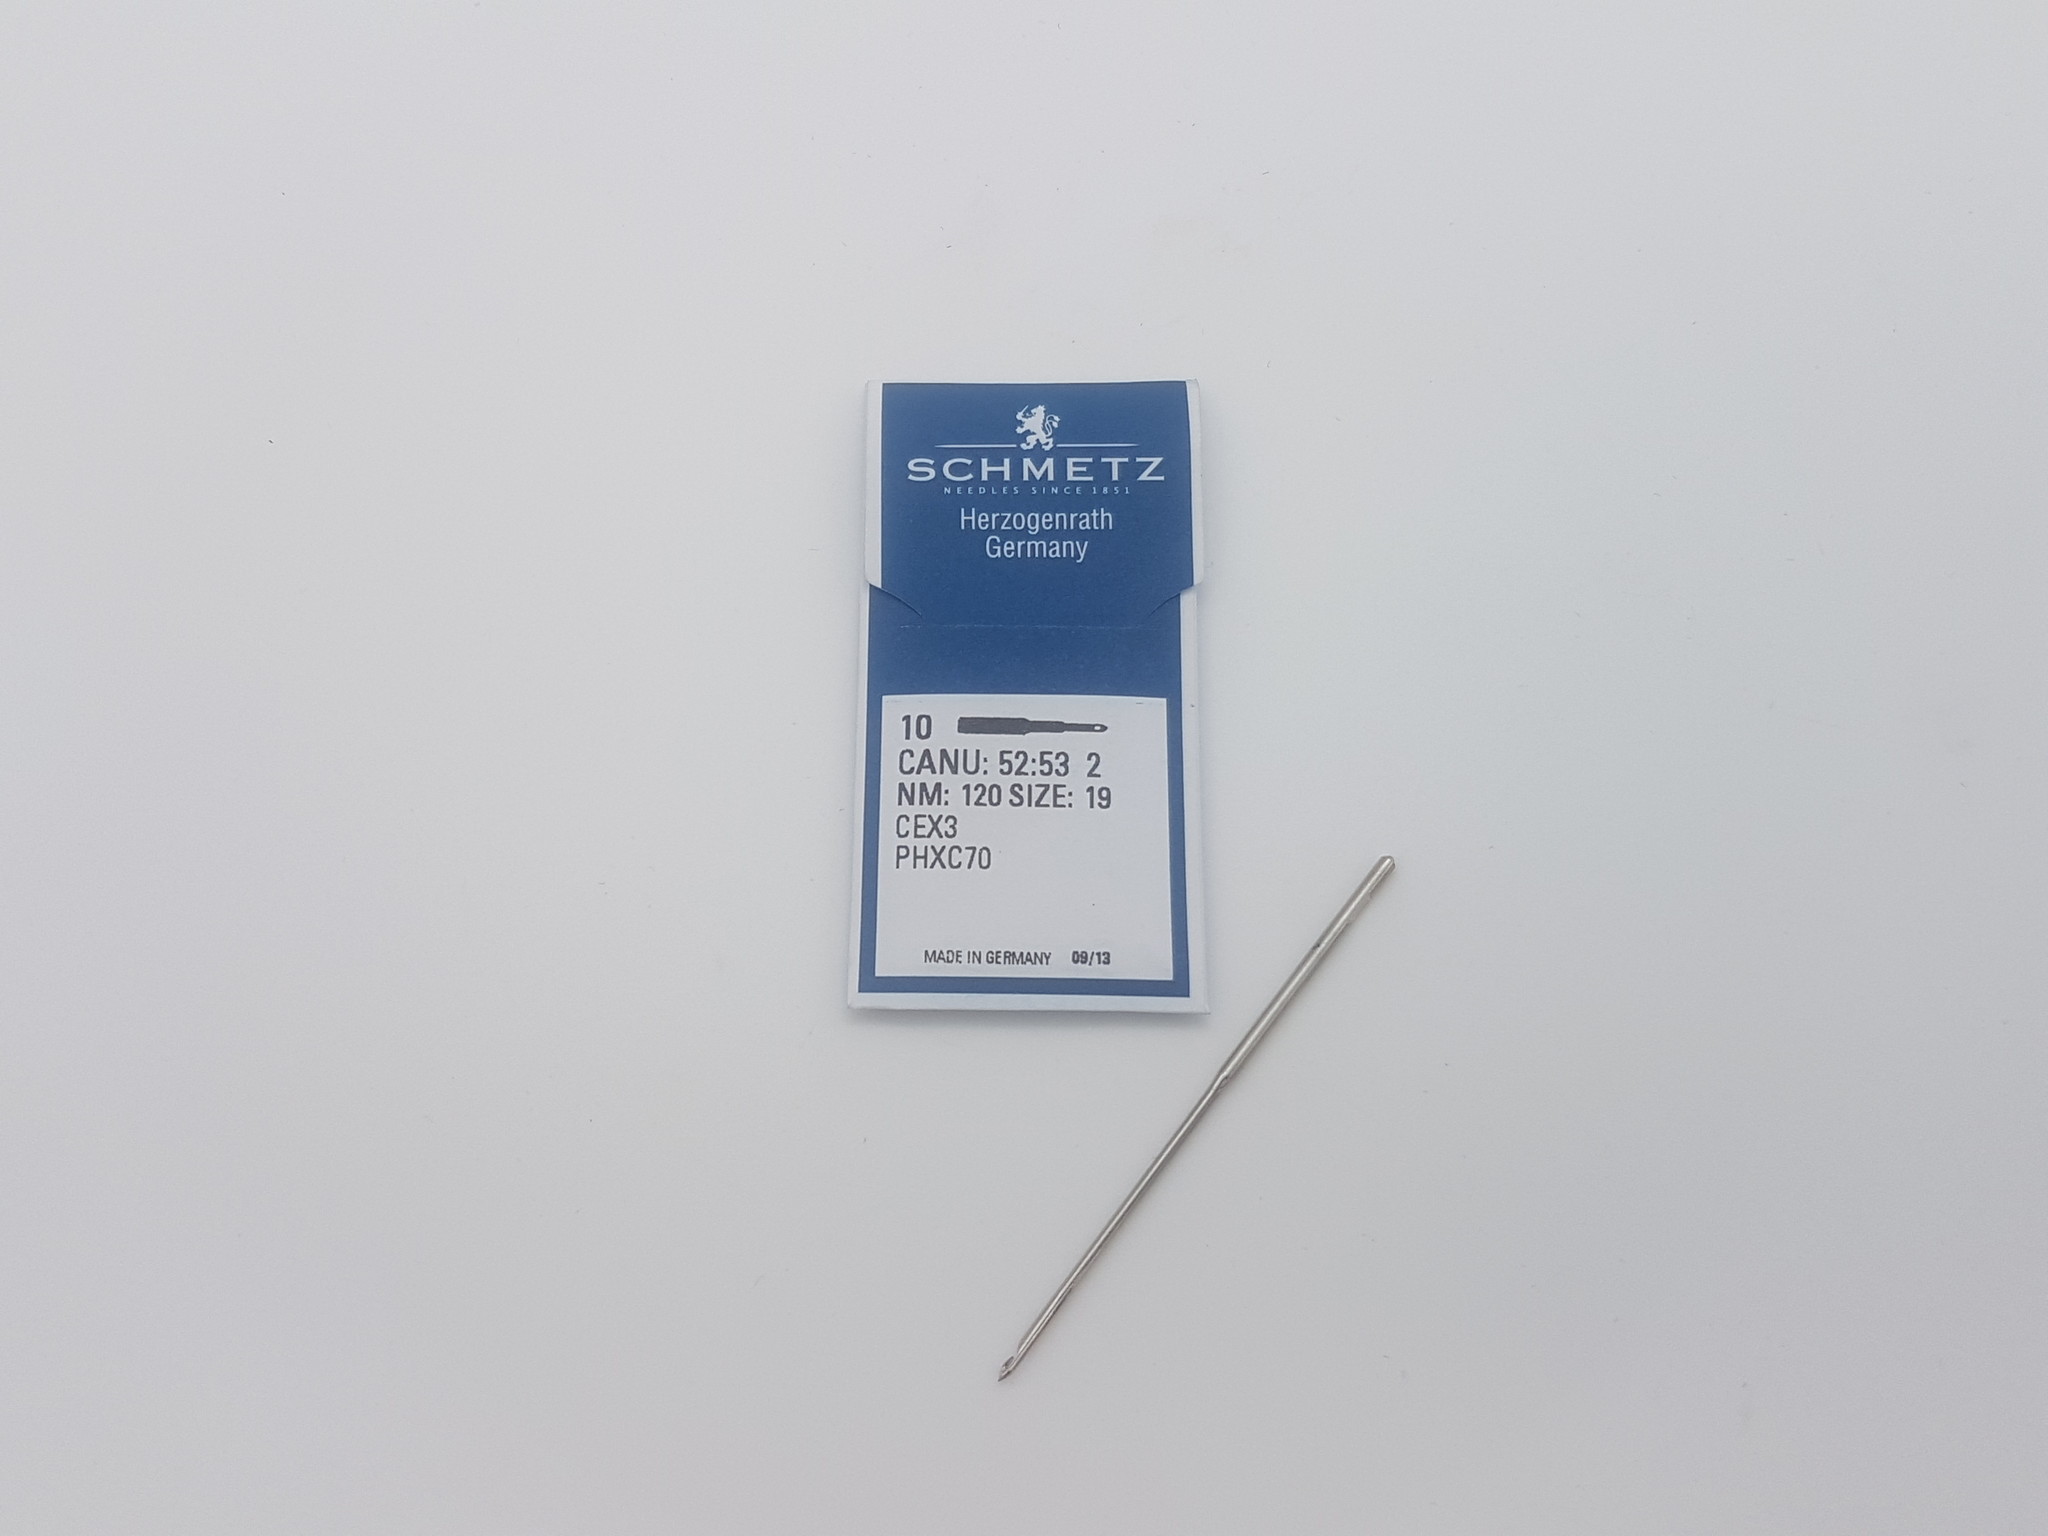 SCHMETZ
NEEDLES SINCE 1851
Herzogenrath
Germany
10
CANU: 52:53 2
NM: 120 SIZE: 19
CEX3
PHXC70
MADE IN GERMANY 09/13